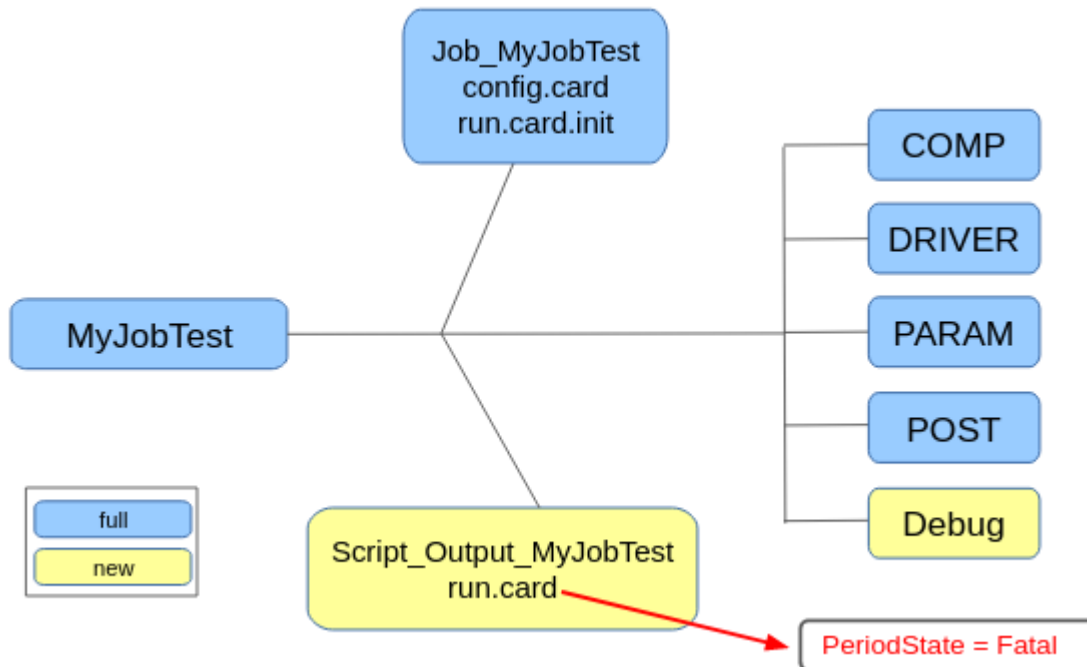 Job_MyJobTest
config.card
run.card.init
COMP
DRIVER
MyJobTest
PARAM
POST
full
new
Debug
Script_Output_MyJobTest
run.card
PeriodState = Fatal